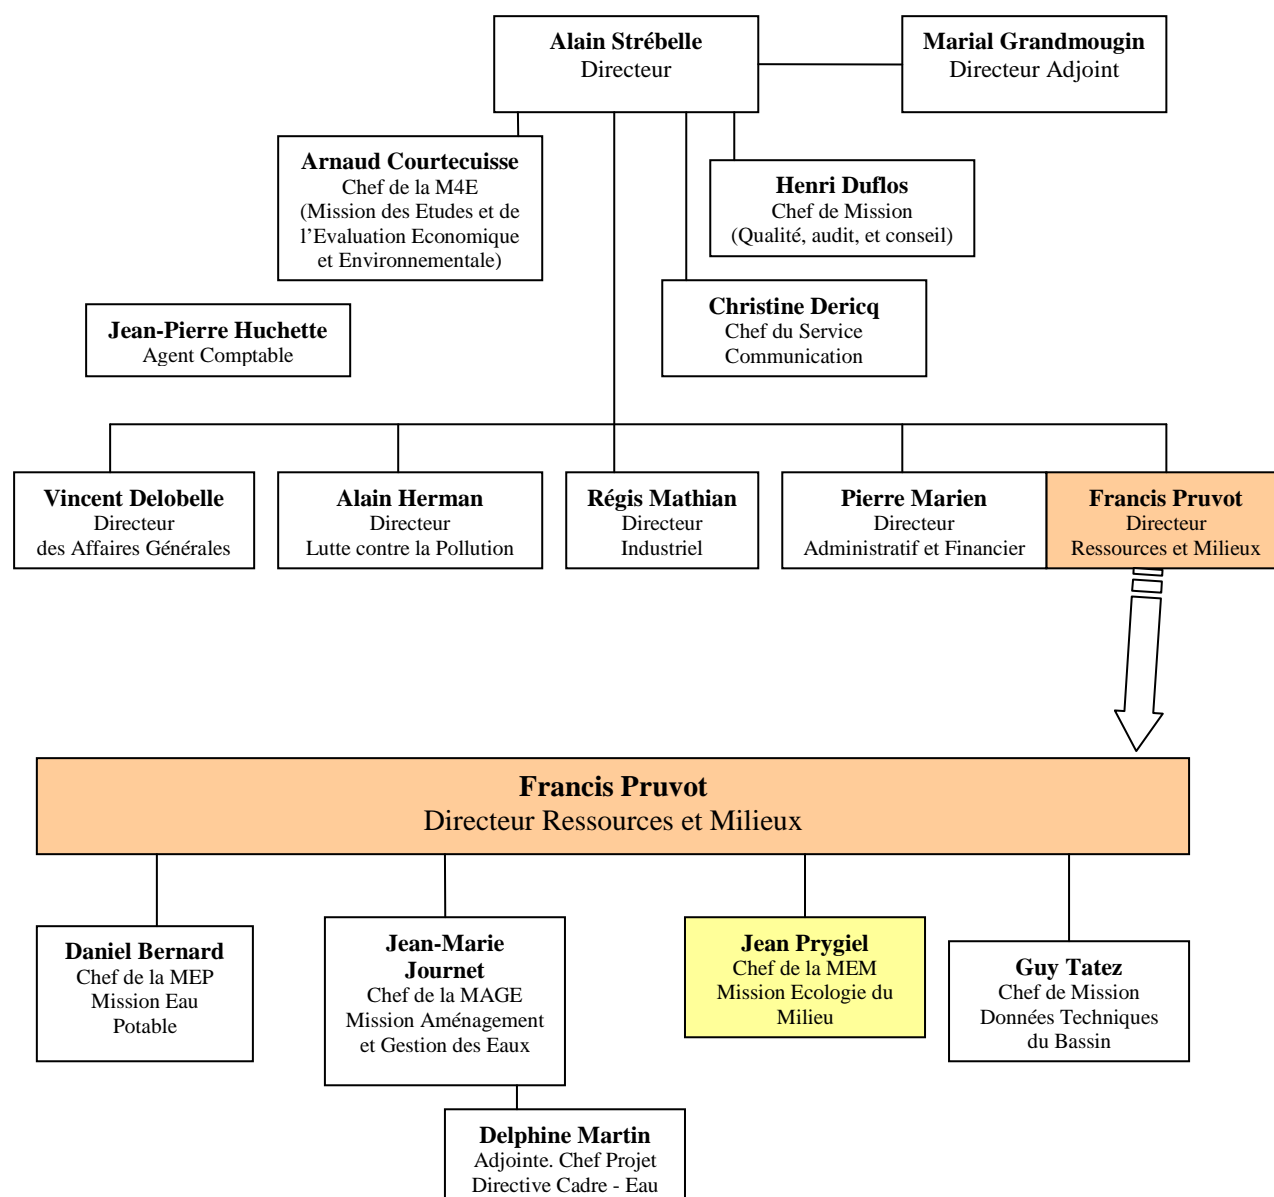 Alain Strébelle
Directeur
Marial Grandmougin
Directeur Adjoint
Arnaud Courtecuisse
Chef de la M4E
(Mission des Etudes et de
l'Evaluation Economique
et Environnementale)
Henri Duflos
Chef de Mission
(Qualité, audit, et conseil)
Christine Dericq
Chef du Service
Communication
Jean-Pierre Huchette
Agent Comptable
Vincent Delobelle
Directeur
des Affaires Générales
Alain Herman
Directeur
Lutte contre la Pollution
Régis Mathian
Directeur
Industriel
Pierre Marien
Directeur
Administratif et Financier
Francis Pruvot
Directeur
Ressources et Milieux
Francis Pruvot
Directeur Ressources et Milieux
Daniel Bernard
Chef de la MEP
Mission Eau
Potable
Jean-Marie
Journet
Chef de la MAGE
Mission Aménagement
et Gestion des Eaux
Jean Prygiel
Chef de la MEM
Mission Ecologie du
Milieu
Guy Tatez
Chef de Mission
Données Techniques
du Bassin
Delphine Martin
Adjointe. Chef Projet
Directive Cadre - Eau